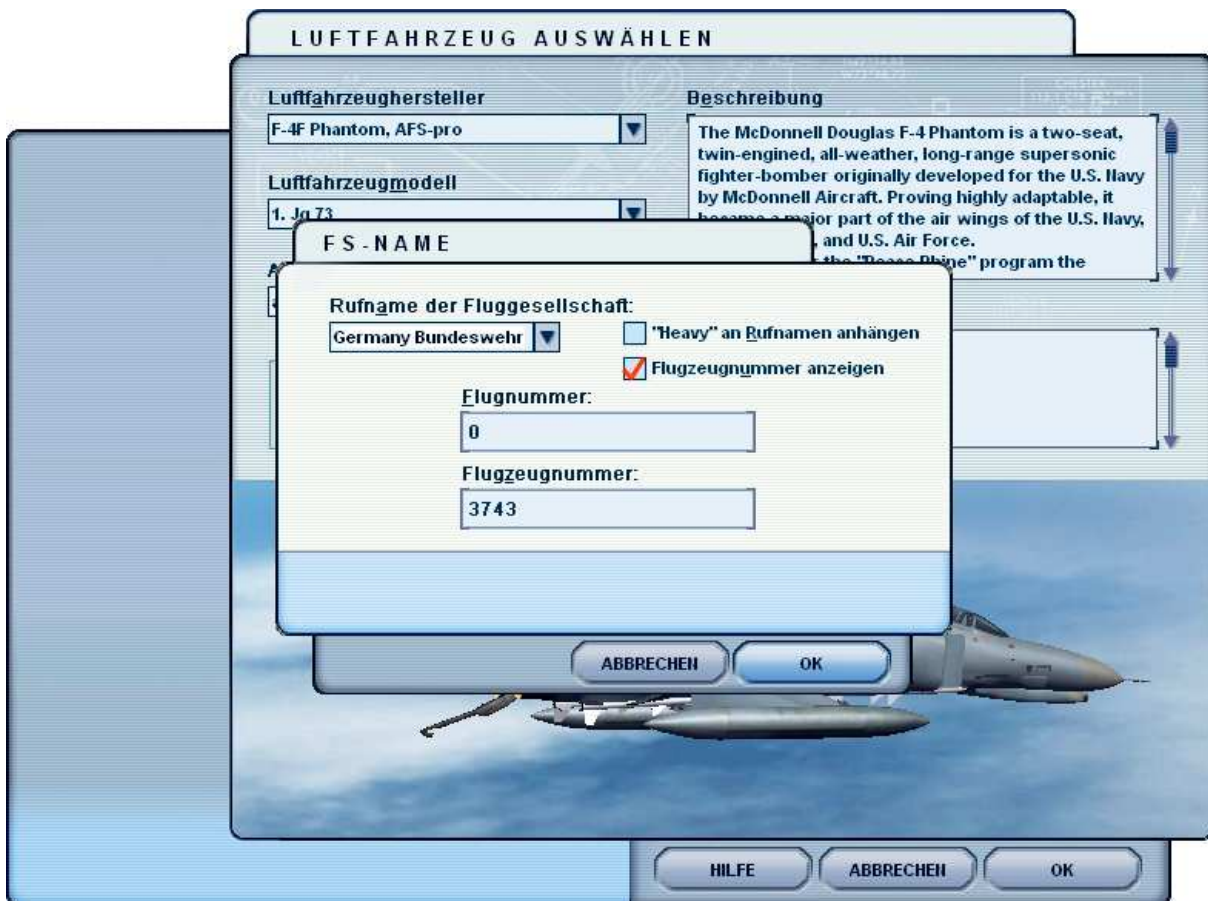 LUFTFAHRZEUG AUSWÄHLEN
Luftfahrzeughersteller
F-4F Phantom, AFS-pro
Luftfahrzeugmodell
1. Jg 73
Beschreibung
The McDonnell Douglas F-4 Phantom is a two-seat,
twin-engined, all-weather, long-range supersonic
fighter-bomber originally developed for the U.S. Navy
by McDonnell Aircraft. Proving highly adaptable, it
became a major part of the air wings of the U.S. Navy,
, and U.S. Air Force.
the "Peace Rhine" program the
FS-NAME
Rufname der Fluggesellschaft:
Germany Bundeswehr
"Heavy" an Rufnamen anhängen
Flugzeugnummer anzeigen
Flugnummer:
0
Flugzeugnummer:
3743
ABBRECHEN
OK
HILFE
ABBRECHEN
OK